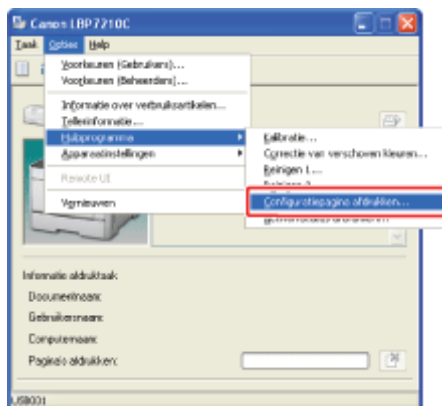 Canon LBP7210C
Taak Opties Help
Voorkeuren (Gebruikers)...
Voorkeuren (Beheerders)...
Informatie over verbruiksartikelen...
Tellerinformatie...
Hulpprogramma
Apparaatinstellingen
Remote UI
Vernieuwen
Kalibratie...
Correctie van verschoven kleuren...
Reinigen 1...
Configuratiepagina afdrukken...
Informatie afdruktaak
Documentnaam:
Gebruikersnaam:
Computernaam:
Pagina's afdrukken:
USB001